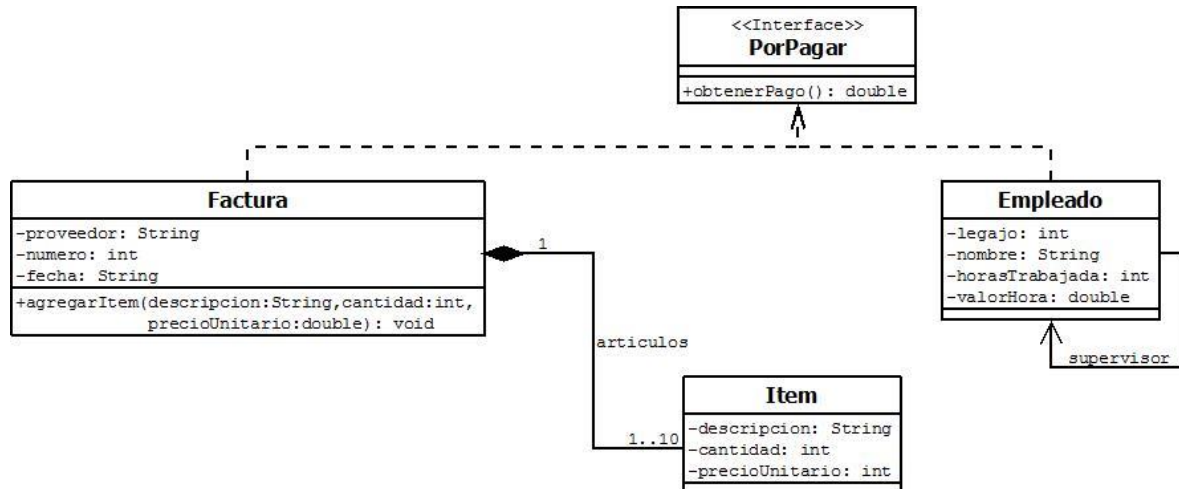 <<Interface>>
PorPagar
+obtenerPago(): double
Factura
-proveedor: String
-numero: int
-fecha: String
+agregarItem(descripcion:String,cantidad:int,
precioUnitario:double): void
1
articulos
1..10
Item
-descripcion: String
-cantidad: int
-precioUnitario: int
Empleado
-legajo: int
-nombre: String
-horasTrabajada: int
-valorHora: double
supervisor